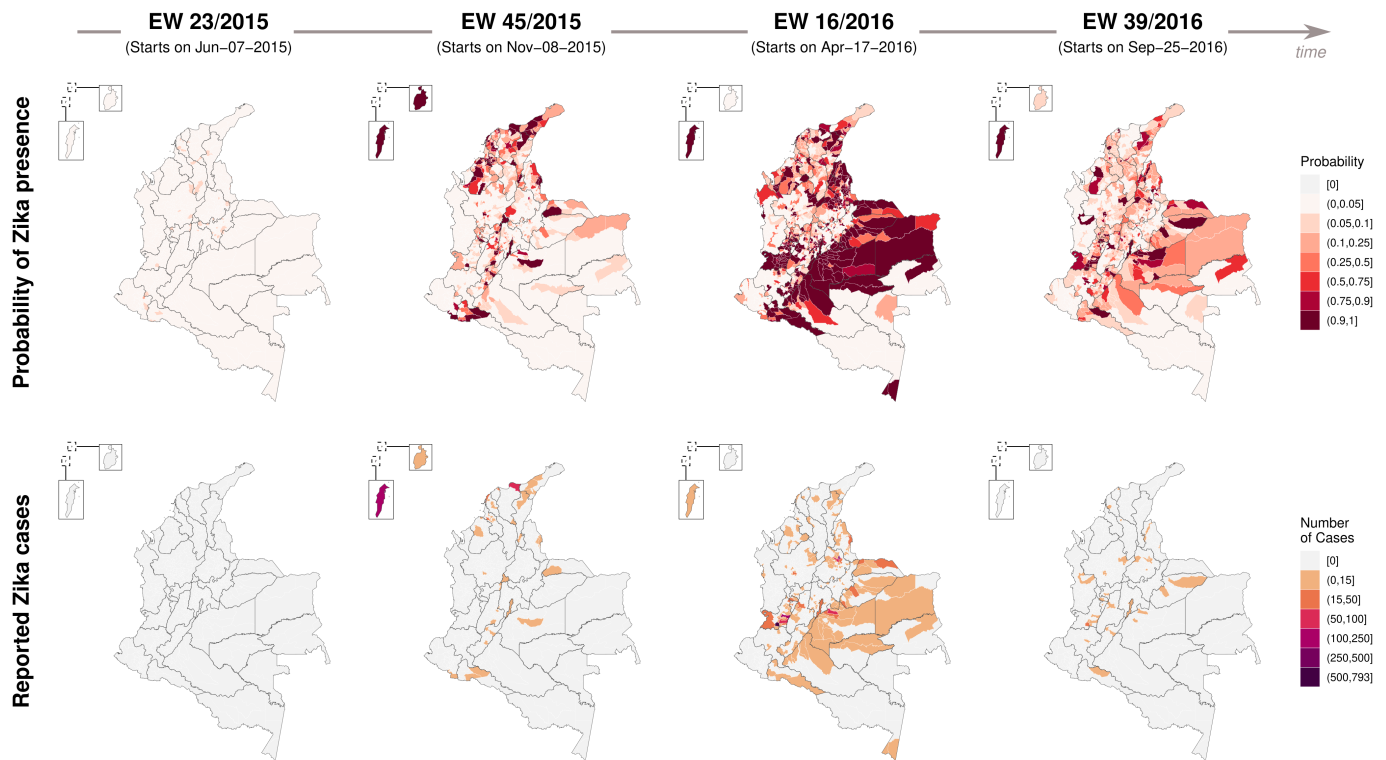 EW 23/2015
(Starts on Jun−07−2015)
EW 45/2015
(Starts on Nov−08−2015)
EW 16/2016
(Starts on Apr−17−2016)
EW 39/2016
(Starts on Sep−25−2016)
time
Probability of Zika presence
Probability
[0]
(0,0.05]
(0.05,0.1]
(0.1,0.25]
(0.25,0.5]
(0.5,0.75]
(0.75,0.9]
(0.9,1]
Reported Zika cases
Number
of Cases
[0]
(0,15]
(15,50]
(50,100]
(100,250]
(250,500]
(500,793]